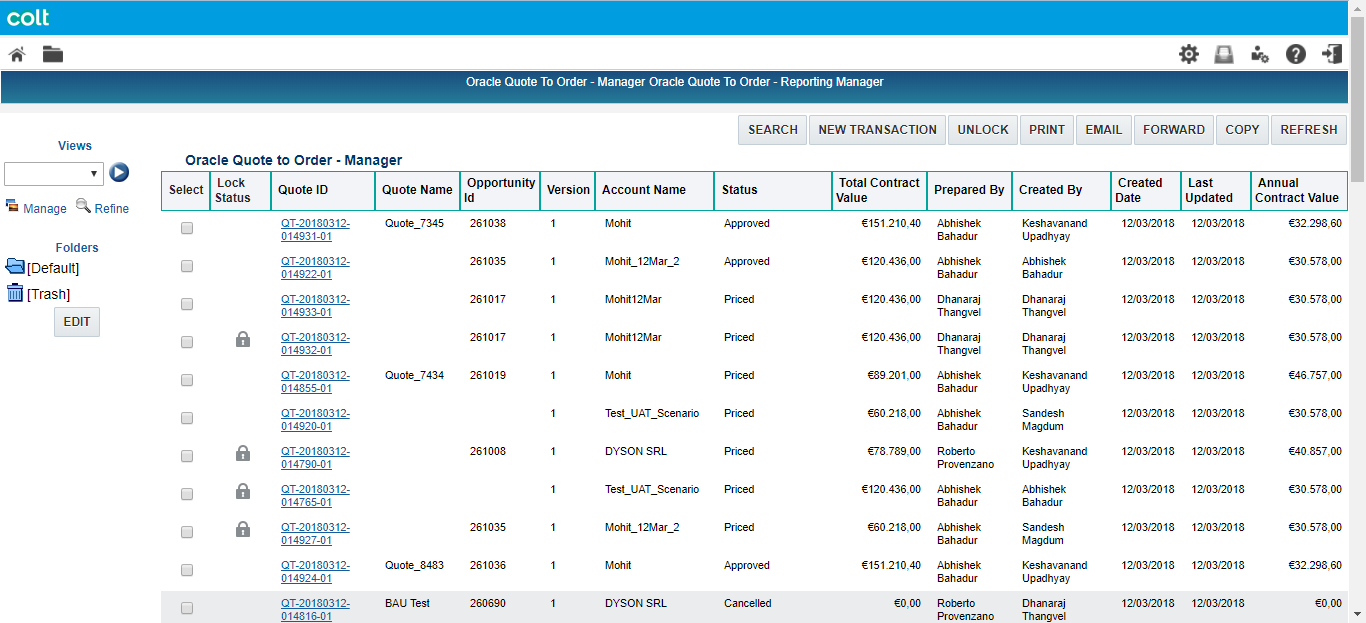 colt
Oracle Quote To Order - Manager Oracle Quote To Order - Reporting Manager
SEARCH NEW TRANSACTION UNLOCK PRINT EMAIL FORWARD COPY REFRESH
Views
Manage Refine
Folders
[Default]
[Trash]
EDIT
Oracle Quote to Order - Manager
Select Lock Status Quote ID Quote Name Opportunity Id Version Account Name Status Total Contract Value Prepared By Created By Created Date Last Updated Annual Contract Value
QT-20180312- Quote_7345 261038 1 Mohit Approved €151.210,40 Abhishek Keshavanand 12/03/2018 12/03/2018 €32.298,60
014931-01 Bahadur Upadhyay
QT-20180312- 261035 1 Mohit_12Mar_2 Approved €120.436,00 Abhishek Abhishek 12/03/2018 12/03/2018 €30.578,00
014922-01 Bahadur Bahadur
QT-20180312- 261017 1 Mohit12Mar Priced €120.436,00 Dhanaraj Dhanaraj 12/03/2018 12/03/2018 €30.578,00
014933-01 Thangvel Thangvel
QT-20180312- 261017 1 Mohit12Mar Priced €120.436,00 Dhanaraj Dhanaraj 12/03/2018 12/03/2018 €30.578,00
014932-01 Thangvel Thangvel
QT-20180312- Quote_7434 261019 1 Mohit Priced €89.201,00 Abhishek Keshavanand 12/03/2018 12/03/2018 €46.757,00
014855-01 Bahadur Upadhyay
QT-20180312- 1 Test_UAT_Scenario Priced €60.218,00 Abhishek Sandesh 12/03/2018 12/03/2018 €30.578,00
014920-01 Bahadur Magdum
QT-20180312- 261008 1 DYSON SRL Priced €78.789,00 Roberto Keshavanand 12/03/2018 12/03/2018 €40.857,00
014790-01 Provenzano Upadhyay
QT-20180312- 1 Test_UAT_Scenario Priced €120.436,00 Abhishek Abhishek 12/03/2018 12/03/2018 €30.578,00
014765-01 Bahadur Bahadur
QT-20180312- 261035 1 Mohit_12Mar_2 Priced €60.218,00 Abhishek Sandesh 12/03/2018 12/03/2018 €30.578,00
014927-01 Bahadur Magdum
QT-20180312- Quote_8483 261036 1 Mohit Approved €151.210,40 Abhishek Keshavanand 12/03/2018 12/03/2018 €32.298,60
014924-01 Bahadur Upadhyay
QT-20180312- BAU Test 260690 1 DYSON SRL Cancelled €0,00 Roberto Dhanaraj 12/03/2018 12/03/2018 €0,00
014816-01 Provenzano Thangvel